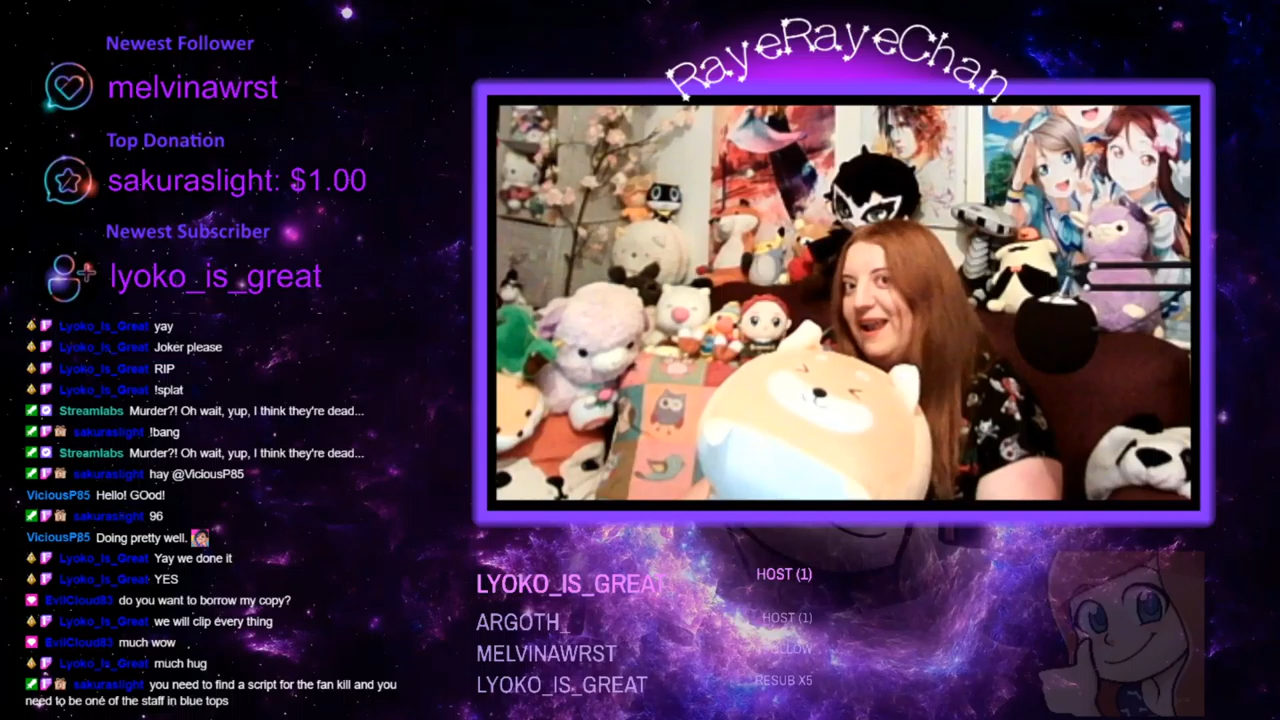 Newest Follower
melvinawrst
Top Donation
sakuraslight: $1.00
Newest Subscriber
lyoko_is_great
Lyoko_Is_Great yay
Lyoko_Is_Great Joker please
Lyoko_Is_Great RIP
Lyoko_Is_Great !splat
Streamlabs Murder?! Oh wait, yup, I think they're dead...
sakuraslight !bang
Streamlabs Murder?! Oh wait, yup, I think they're dead...
sakuraslight hay @ViciousP85
ViciousP85 Hello! GOod!
sakuraslight 96
ViciousP85 Doing pretty well.
Lyoko_Is_Great Yay we done it
Lyoko_Is_Great YES
EvilCloud83 do you want to borrow my copy?
Lyoko_Is_Great we will clip every thing
EvilCloud83 much wow
Lyoko_Is_Great much hug
sakuraslight you need to find a script for the fan kill and you
need to be one of the staff in blue tops
RayeRayeChan
LYOKO_IS_GREAT HOST (1)
ARGOTH_ HOST (1)
MELVINAWRST FOLLOW
LYOKO_IS_GREAT RESUB X5